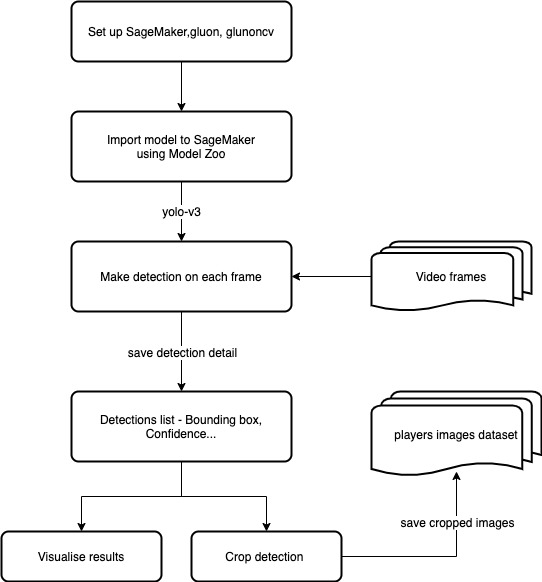 Set up SageMaker,gluon, glunoncv
Import model to SageMaker
using Model Zoo
yolo-v3
Make detection on each frame
Video frames
save detection detail
Detections list - Bounding box,
Confidence...
players images dataset
save cropped images
Visualise results
Crop detection